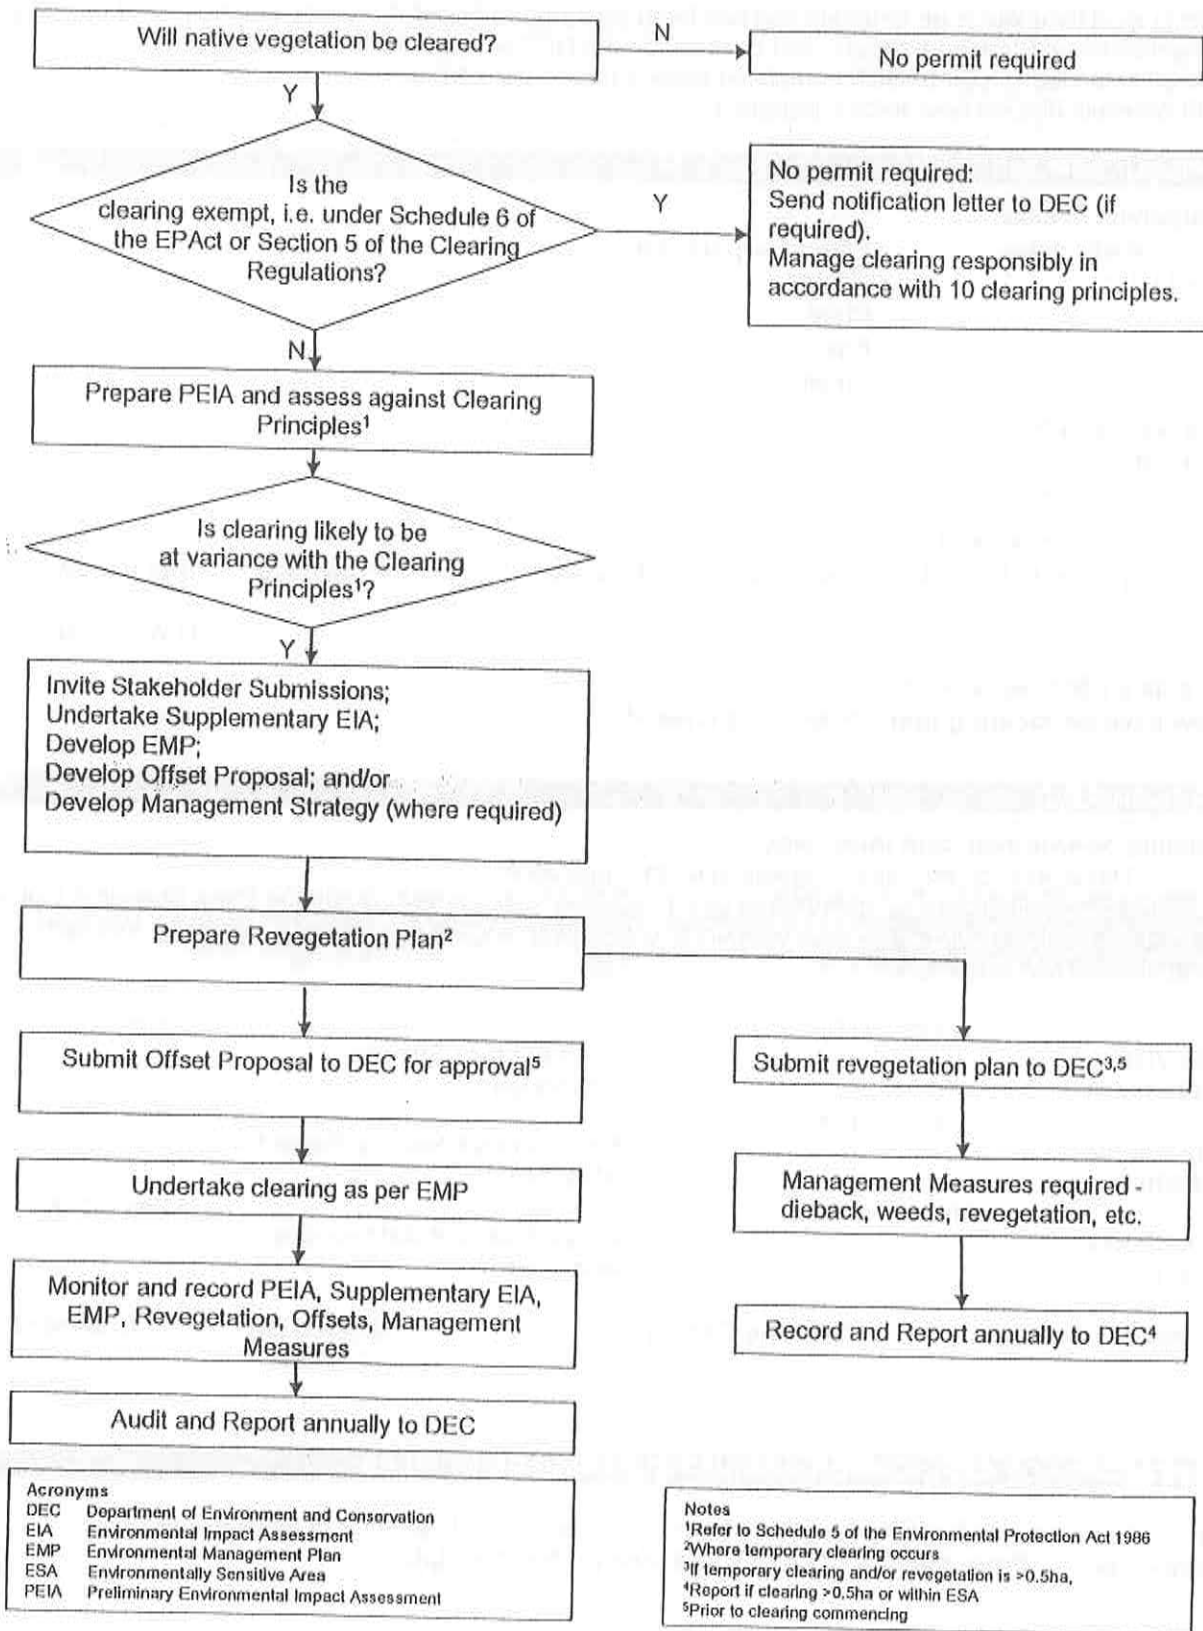 Will native vegetation be cleared?
N
No permit required
Y
Is the
clearing exempt, i.e. under Schedule 6 of
the EPAct or Section 5 of the Clearing
Regulations?
Y
No permit required:
Send notification letter to DEC (if
required).
Manage clearing responsibly in
accordance with 10 clearing principles.
N
Prepare PEIA and assess against Clearing
Principles¹
Is clearing likely to be
at variance with the Clearing
Principles¹?
Y
Invite Stakeholder Submissions;
Undertake Supplementary EIA;
Develop EMP;
Develop Offset Proposal; and/or
Develop Management Strategy (where required)
Prepare Revegetation Plan²
Submit Offset Proposal to DEC for approval⁵
Undertake clearing as per EMP
Monitor and record PEIA, Supplementary EIA,
EMP, Revegetation, Offsets, Management
Measures
Audit and Report annually to DEC
Submit revegetation plan to DEC³,⁵
Management Measures required -
dieback, weeds, revegetation, etc.
Record and Report annually to DEC⁴
Acronyms
DEC Department of Environment and Conservation
EIA Environmental Impact Assessment
EMP Environmental Management Plan
ESA Environmentally Sensitive Area
PEIA Preliminary Environmental Impact Assessment
Notes
¹Refer to Schedule 5 of the Environmental Protection Act 1986
²Where temporary clearing occurs
³If temporary clearing and/or revegetation is >0.5ha,
⁴Report if clearing >0.5ha or within ESA
⁵Prior to clearing commencing